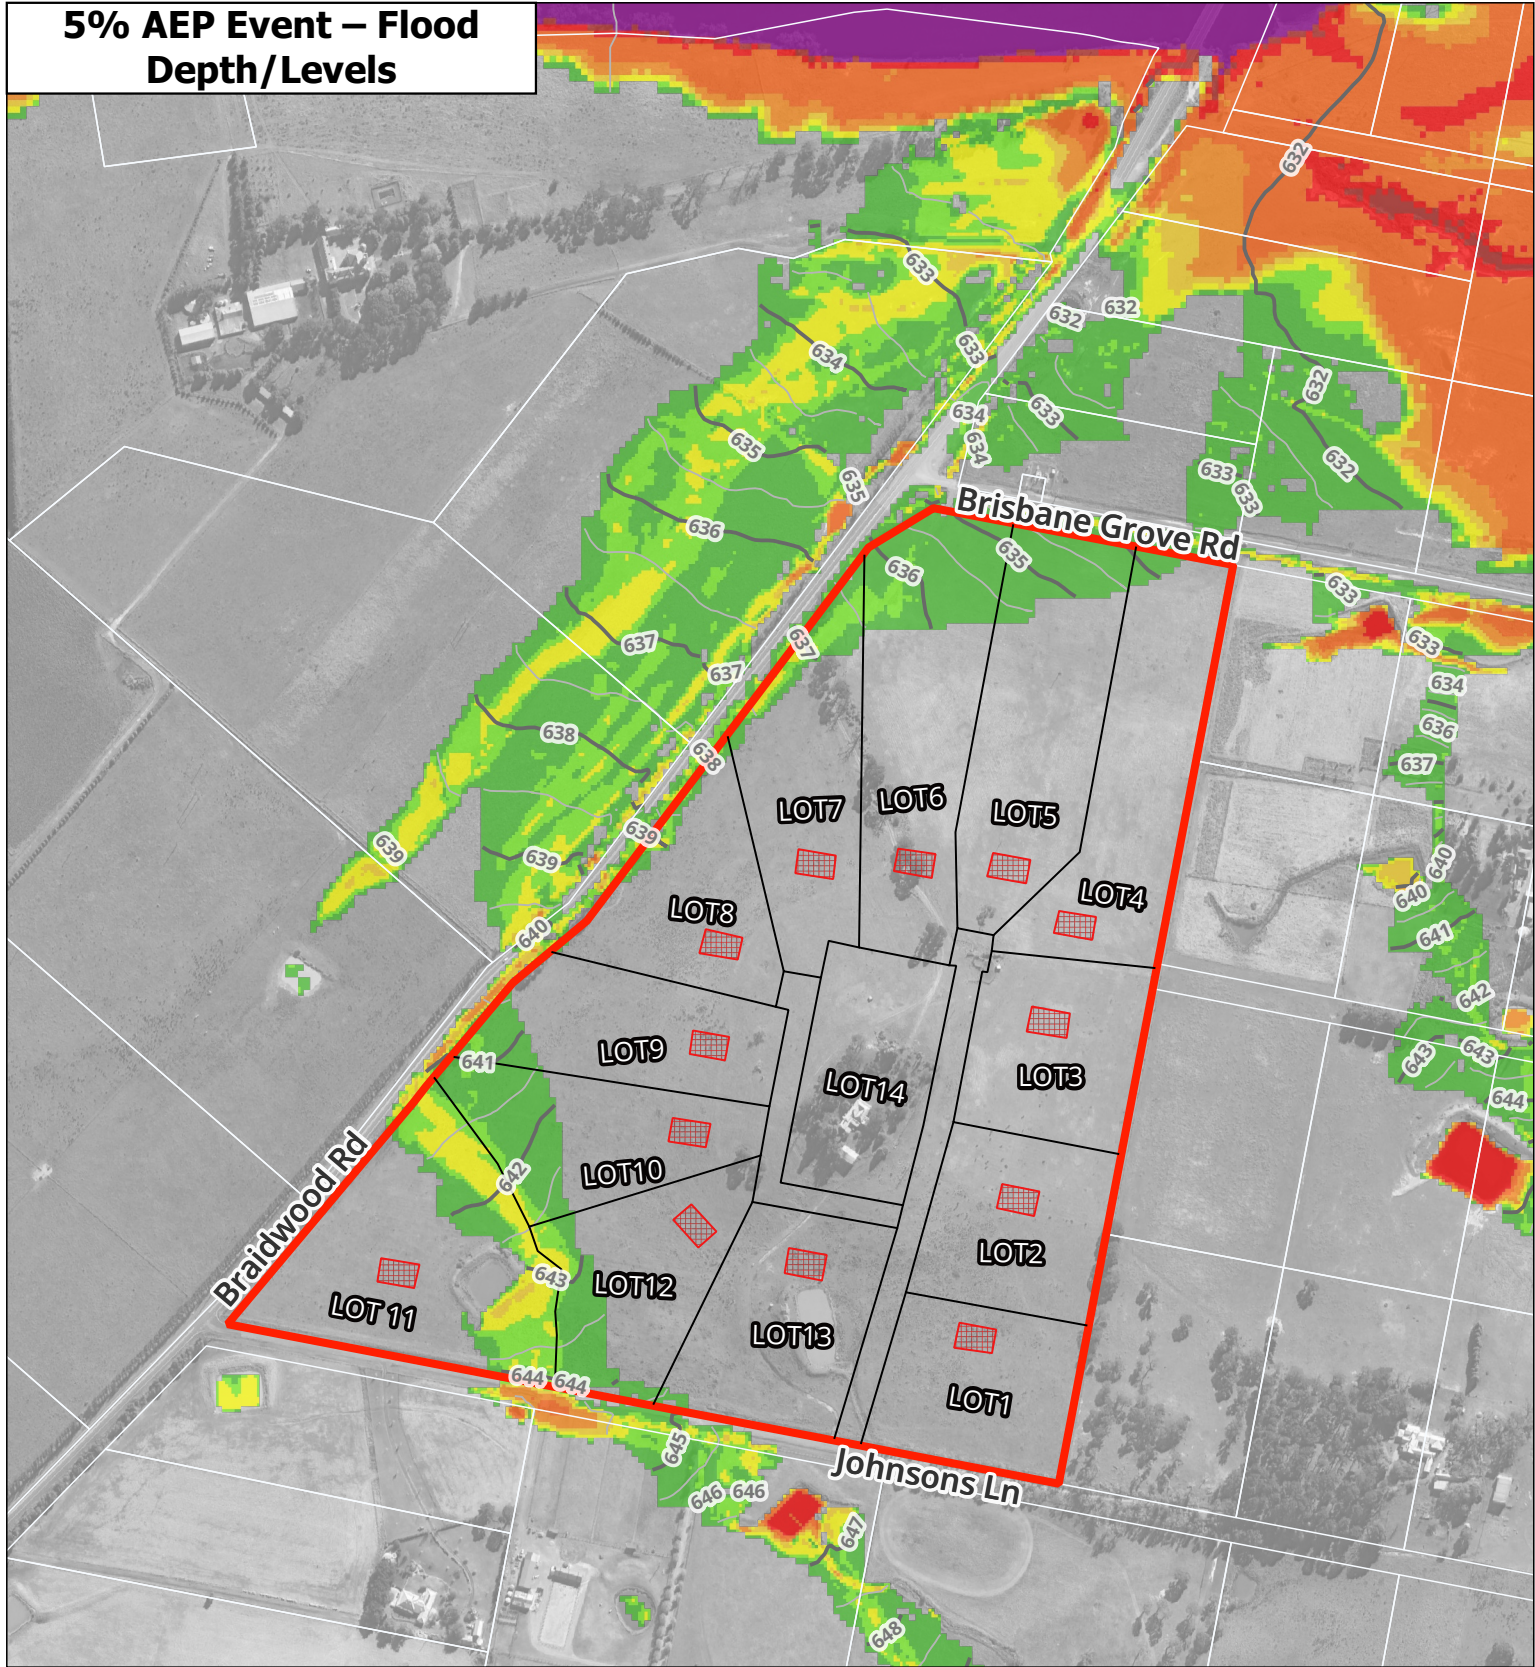 5% AEP Event – Flood
Depth/Levels
632
633
632
632
634
633
632
634
633
635
634
632
635
633
633
Brisbane Grove Rd
636
635
636
633
637
637
633
637
634
638
636
638
637
LOT7
LOT6
LOT5
639
639
639
640
LOT4
640
LOT8
640
641
642
LOT9
641
643
643
LOT3
LOT14
644
642
LOT10
Braidwood Rd
LOT2
643
LOT12
LOT 11
LOT13
644
644
LOT1
645
Johnsons Ln
646
646
647
648